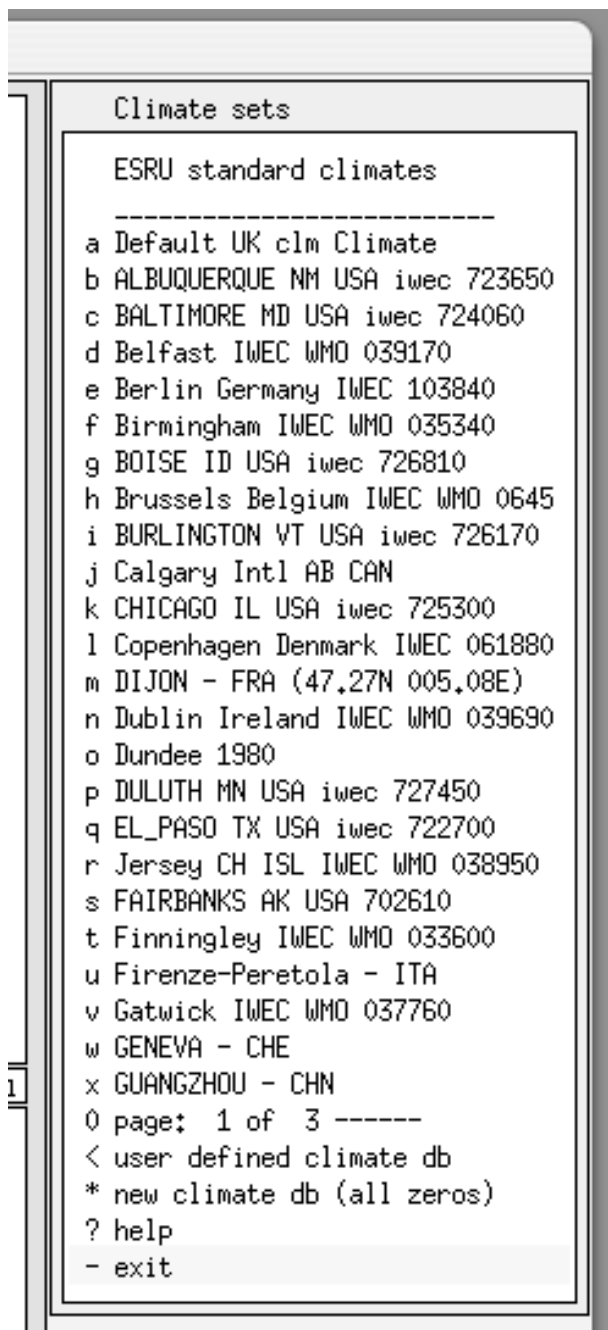 Climate sets
ESRU standard climates
--------------------------
a Default UK clm Climate
b ALBUQUERQUE NM USA iwec 723650
c BALTIMORE MD USA iwec 724060
d Belfast IWEC WMO 039170
e Berlin Germany IWEC 103840
f Birmingham IWEC WMO 035340
g BOISE ID USA iwec 726810
h Brussels Belgium IWEC WMO 0645
i BURLINGTON VT USA iwec 726170
j Calgary Intl AB CAN
k CHICAGO IL USA iwec 725300
l Copenhagen Denmark IWEC 061880
m DIJON - FRA (47.27N 005.08E)
n Dublin Ireland IWEC WMO 039690
o Dundee 1980
p DULUTH MN USA iwec 727450
q EL_PASO TX USA iwec 722700
r Jersey CH ISL IWEC WMO 038950
s FAIRBANKS AK USA 702610
t Finningley IWEC WMO 033600
u Firenze-Peretola - ITA
v Gatwick IWEC WMO 037760
w GENEVA - CHE
x GUANGZHOU - CHN
0 page:  1 of  3 ------
< user defined climate db
* new climate db (all zeros)
? help
- exit